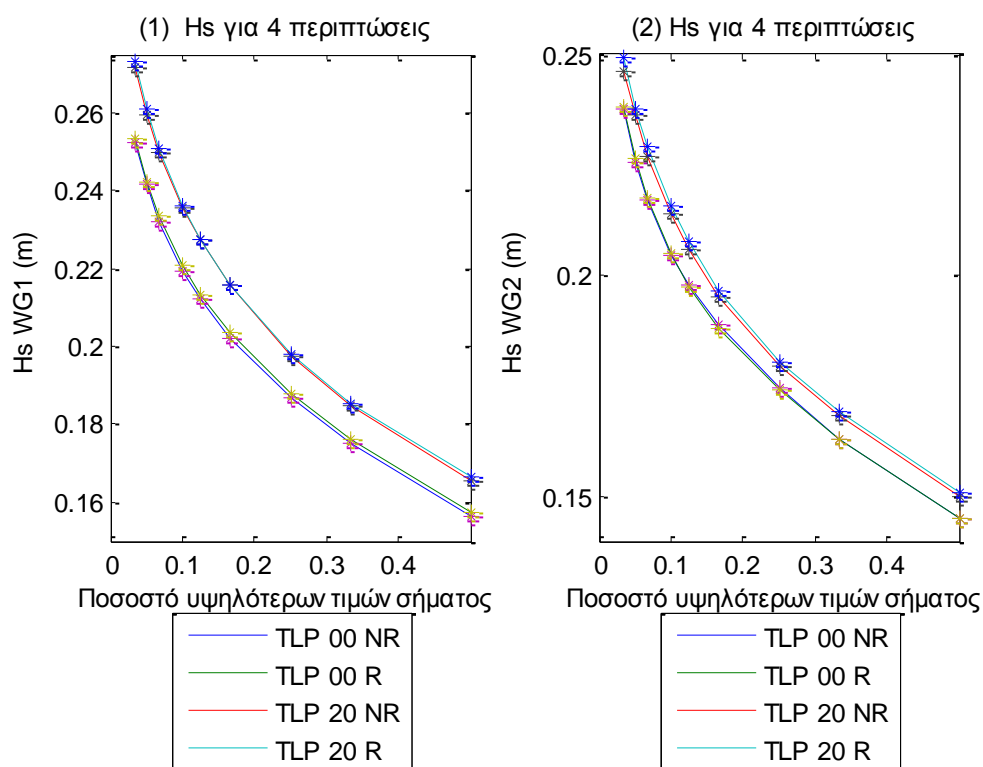 (1) Hs για 4 περιπτώσεις
0.26
0.24
0.22
0.2
0.18
0.16
Hs WG1 (m)
0 0.1 0.2 0.3 0.4
Ποσοστό υψηλότερων τιμών σήματος
TLP 00 NR
TLP 00 R
TLP 20 NR
TLP 20 R
(2) Hs για 4 περιπτώσεις
0.25
0.2
0.15
Hs WG2 (m)
0 0.1 0.2 0.3 0.4
Ποσοστό υψηλότερων τιμών σήματος
TLP 00 NR
TLP 00 R
TLP 20 NR
TLP 20 R